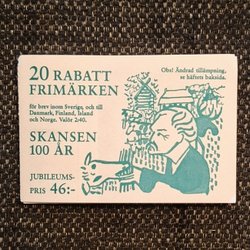 20 RABATT
FRIMÄRKEN
för brev inom Sverige, och till
Danmark, Finland, Island
och Norge. Valör 2:40.
Obs! Ändrad tillämpning,
se häftets baksida.
SKANSEN
100 ÅR
JUBILEUMS-
PRIS 46:-